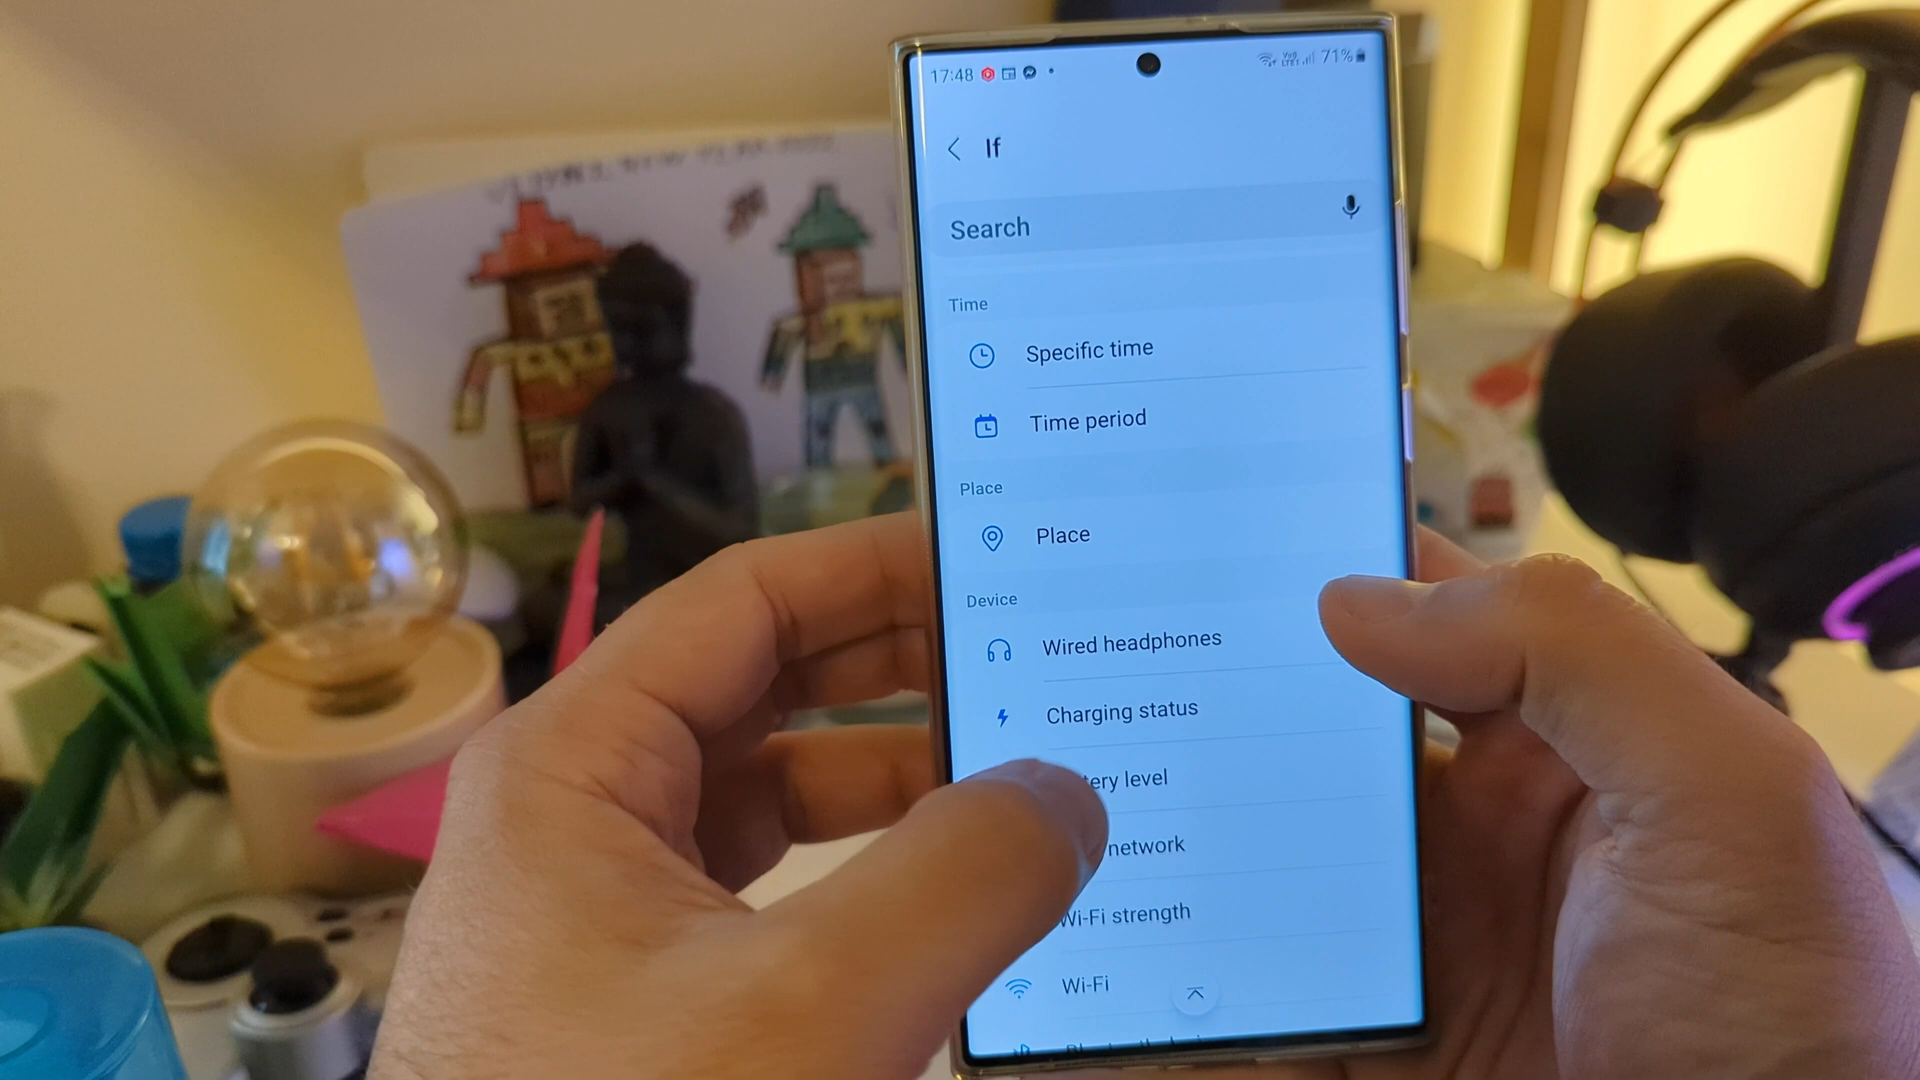 17:48
71%
If
Search
Time
Specific time
Time period
Place
Place
Device
Wired headphones
Charging status
tery level
network
Wi-Fi strength
Wi-Fi